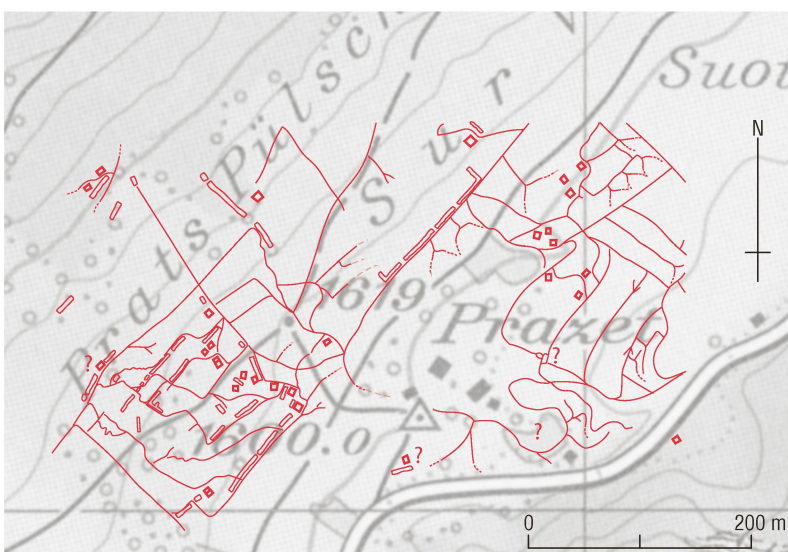 Suot
N
Prats Pülsch
Sur
1619
Prazet
?
?
1600.0
?
?
0 200 m